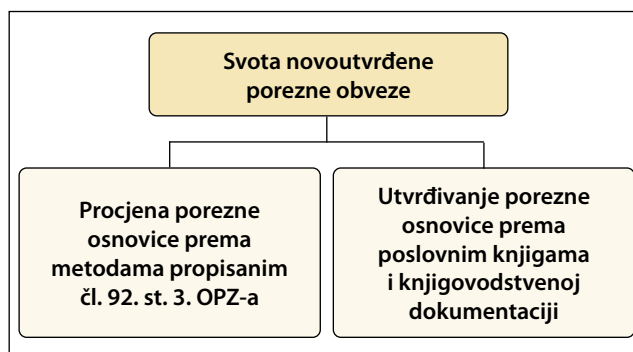 Svota novoutvrđene
porezne obveze
Procjena porezne
osnovice prema
metodama propisanim
čl. 92. st. 3. OPZ-a
Utvrđivanje porezne
osnovice prema
poslovnim knjigama
i knjigovodstvenoj
dokumentaciji